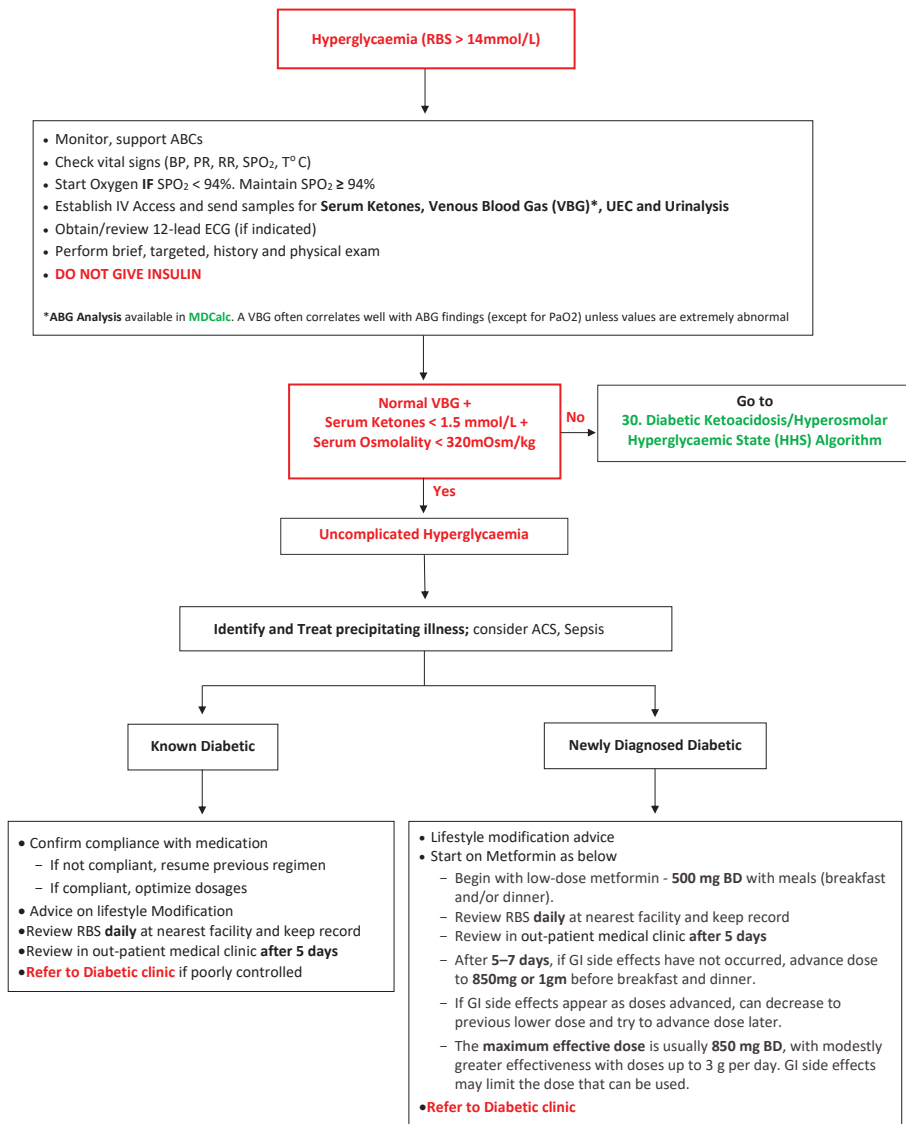 Hyperglycaemia (RBS > 14mmol/L)
• Monitor, support ABCs
• Check vital signs (BP, PR, RR, SPO₂, T° C)
• Start Oxygen IF SPO₂ < 94%. Maintain SPO₂ ≥ 94%
• Establish IV Access and send samples for Serum Ketones, Venous Blood Gas (VBG)*, UEC and Urinalysis
• Obtain/review 12-lead ECG (if indicated)
• Perform brief, targeted, history and physical exam
• DO NOT GIVE INSULIN
*ABG Analysis available in MDCalc. A VBG often correlates well with ABG findings (except for PaO2) unless values are extremely abnormal
Normal VBG +
Serum Ketones < 1.5 mmol/L +
Serum Osmolality < 320mOsm/kg
No
Go to
30. Diabetic Ketoacidosis/Hyperosmolar
Hyperglycaemic State (HHS) Algorithm
Yes
Uncomplicated Hyperglycaemia
Identify and Treat precipitating illness; consider ACS, Sepsis
Known Diabetic
• Confirm compliance with medication
– If not compliant, resume previous regimen
– If compliant, optimize dosages
• Advice on lifestyle Modification
•Review RBS daily at nearest facility and keep record
•Review in out-patient medical clinic after 5 days
•Refer to Diabetic clinic if poorly controlled
Newly Diagnosed Diabetic
• Lifestyle modification advice
• Start on Metformin as below
– Begin with low-dose metformin - 500 mg BD with meals (breakfast
and/or dinner).
– Review RBS daily at nearest facility and keep record
– Review in out-patient medical clinic after 5 days
– After 5–7 days, if GI side effects have not occurred, advance dose
to 850mg or 1gm before breakfast and dinner.
– If GI side effects appear as doses advanced, can decrease to
previous lower dose and try to advance dose later.
– The maximum effective dose is usually 850 mg BD, with modestly
greater effectiveness with doses up to 3 g per day. GI side effects
may limit the dose that can be used.
•Refer to Diabetic clinic